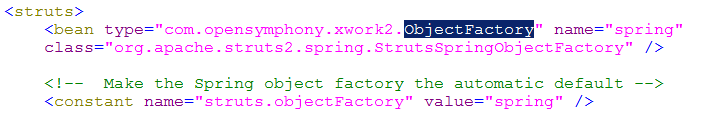 <struts>
<bean type="com.opensymphony.xwork2.ObjectFactory" name="spring"
class="org.apache.struts2.spring.StrutsSpringObjectFactory" />
<!--  Make the Spring object factory the automatic default -->
<constant name="struts.objectFactory" value="spring" />